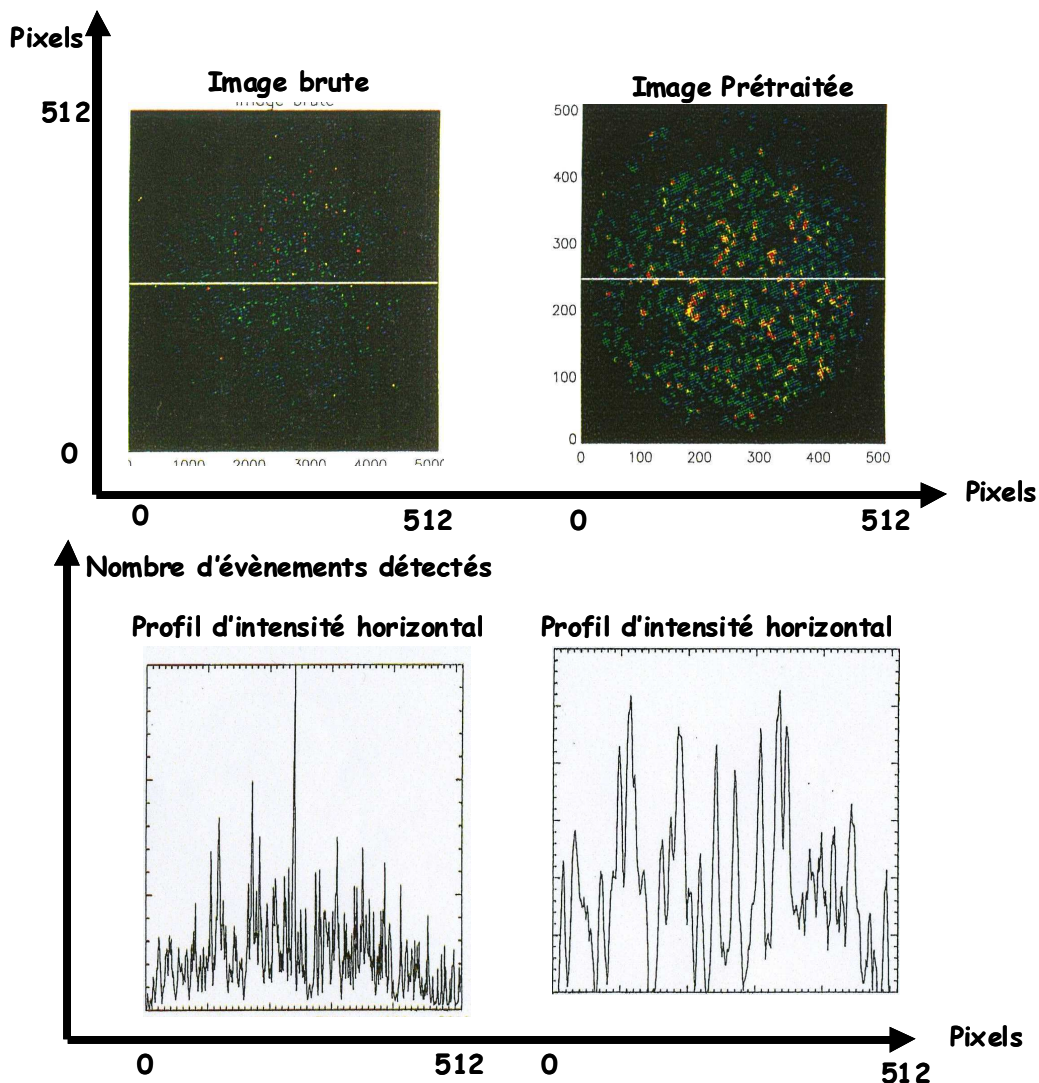 Pixels
Image brute
Image Prétraitée
512
500
400
300
200
100
0
0
1000 2000 3000 4000 5000
0 100 200 300 400 500
Pixels
0 512 0 512
Nombre d'évènements détectés
Profil d'intensité horizontal
Profil d'intensité horizontal
Pixels
0 512 0 512